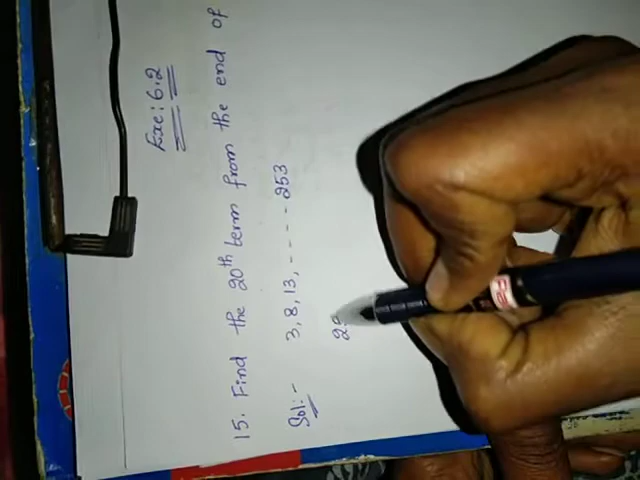 Exe: 6.2
15. Find the 20th term from the end of
Sol:- 3, 8, 13, - - - - 253